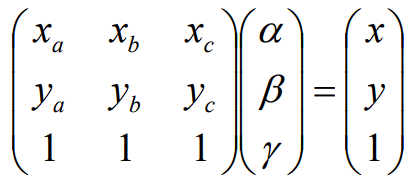 x_a x_b x_c α x
y_a y_b y_c β = y
1 1 1 γ 1